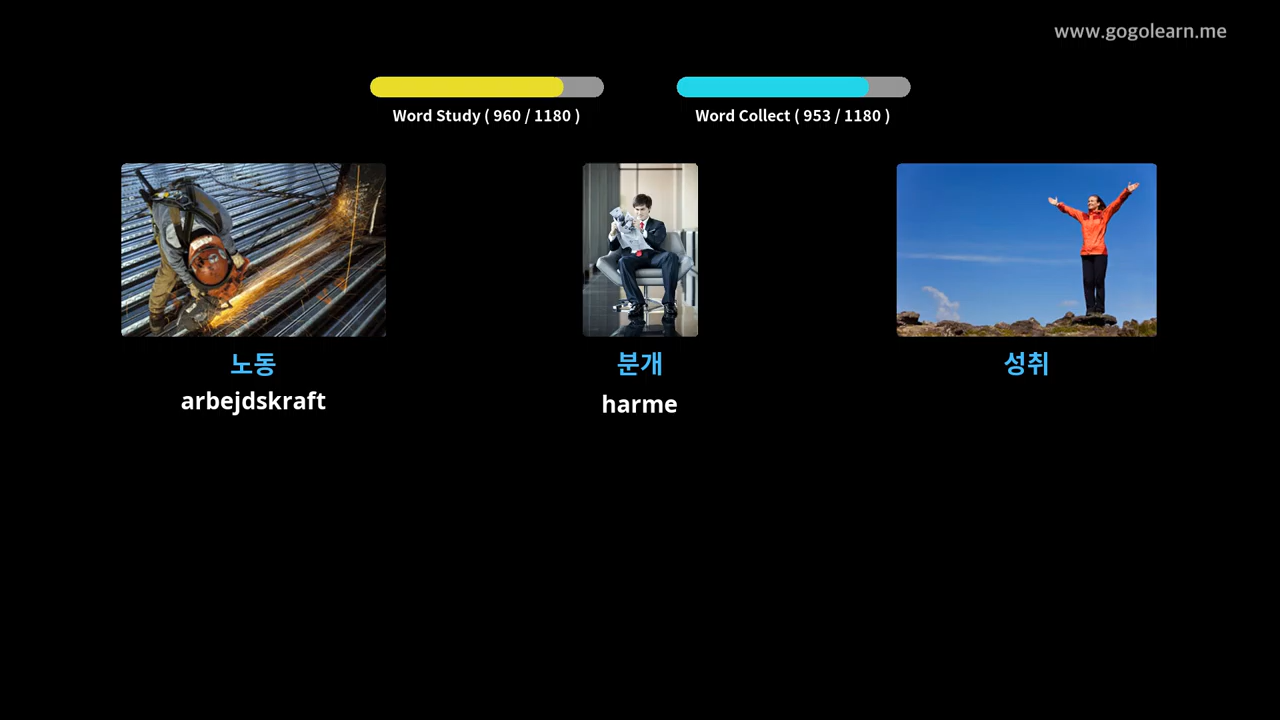 www.gogolearn.me
Word Study ( 960 / 1180 )
Word Collect ( 953 / 1180 )
노동
arbejdskraft
분개
harme
성취